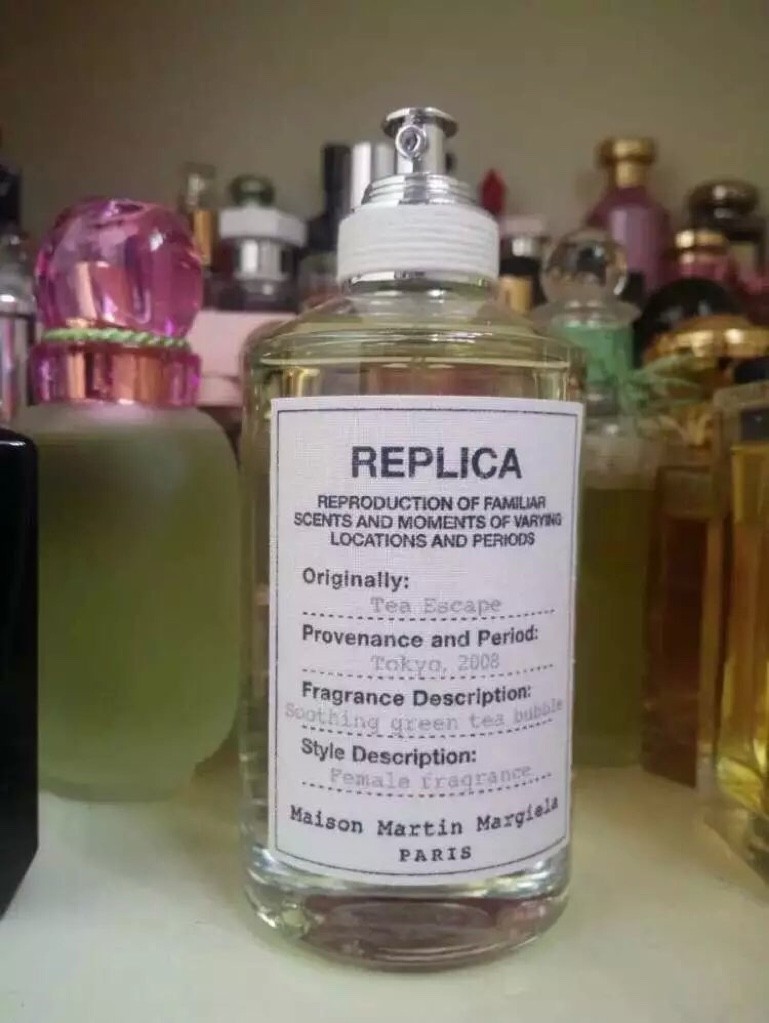 REPLICA
REPRODUCTION OF FAMILIAR
SCENTS AND MOMENTS OF VARYING
LOCATIONS AND PERIODS
Originally:
Tea Escape
Provenance and Period:
Tokyo, 2008
Fragrance Description:
Soothing green tea bubble
Style Description:
Female fragrance
Maison Martin Margiela
PARIS